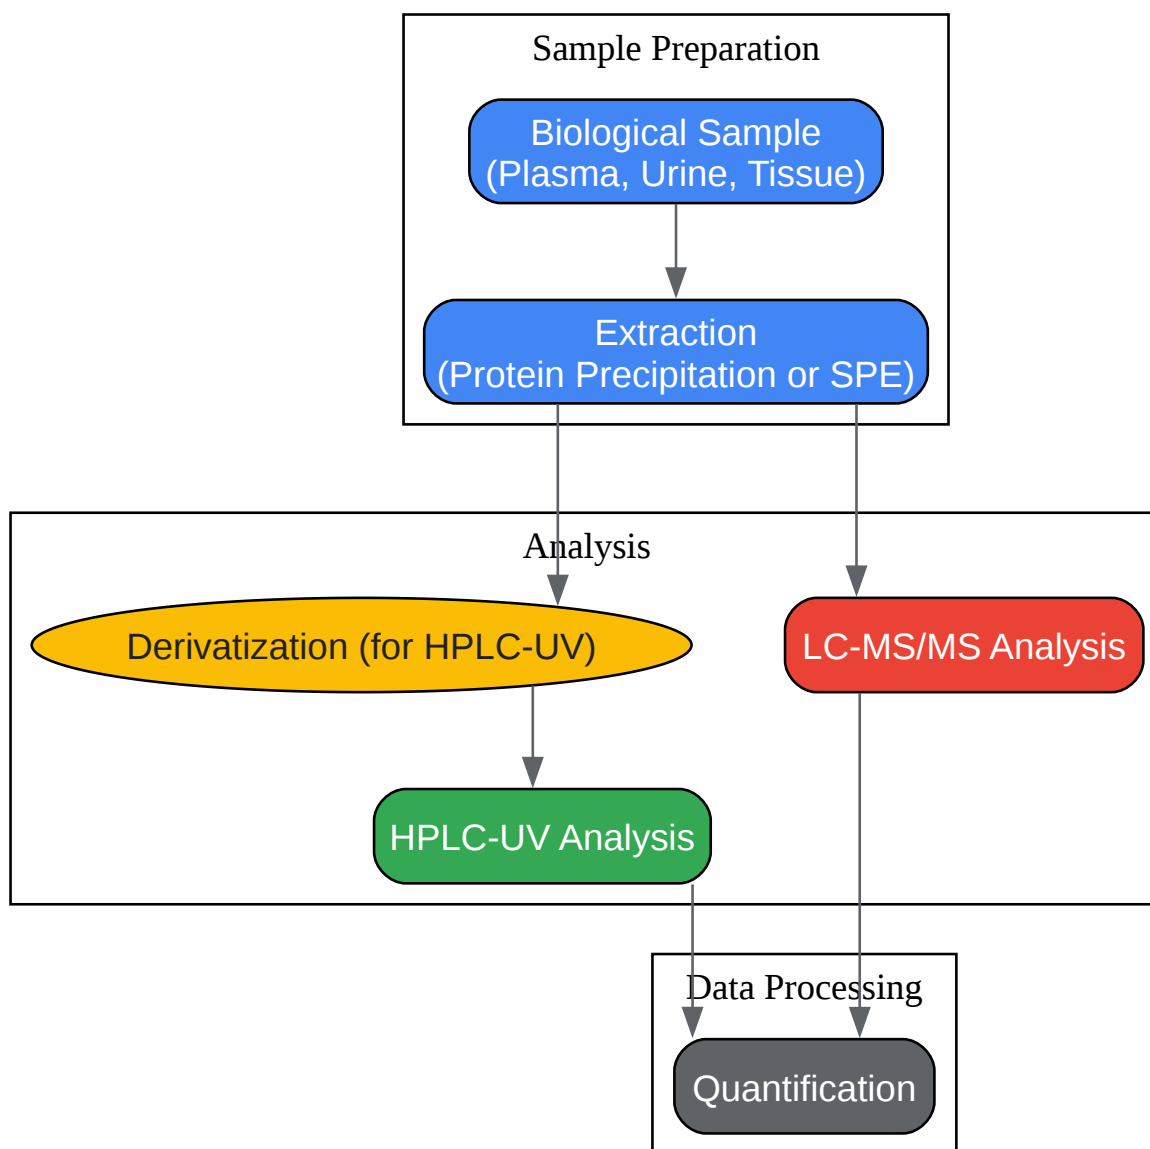 Sample Preparation
Biological Sample
(Plasma, Urine, Tissue)
Extraction
(Protein Precipitation or SPE)
Analysis
Derivatization (for HPLC-UV)
LC-MS/MS Analysis
HPLC-UV Analysis
Data Processing
Quantification